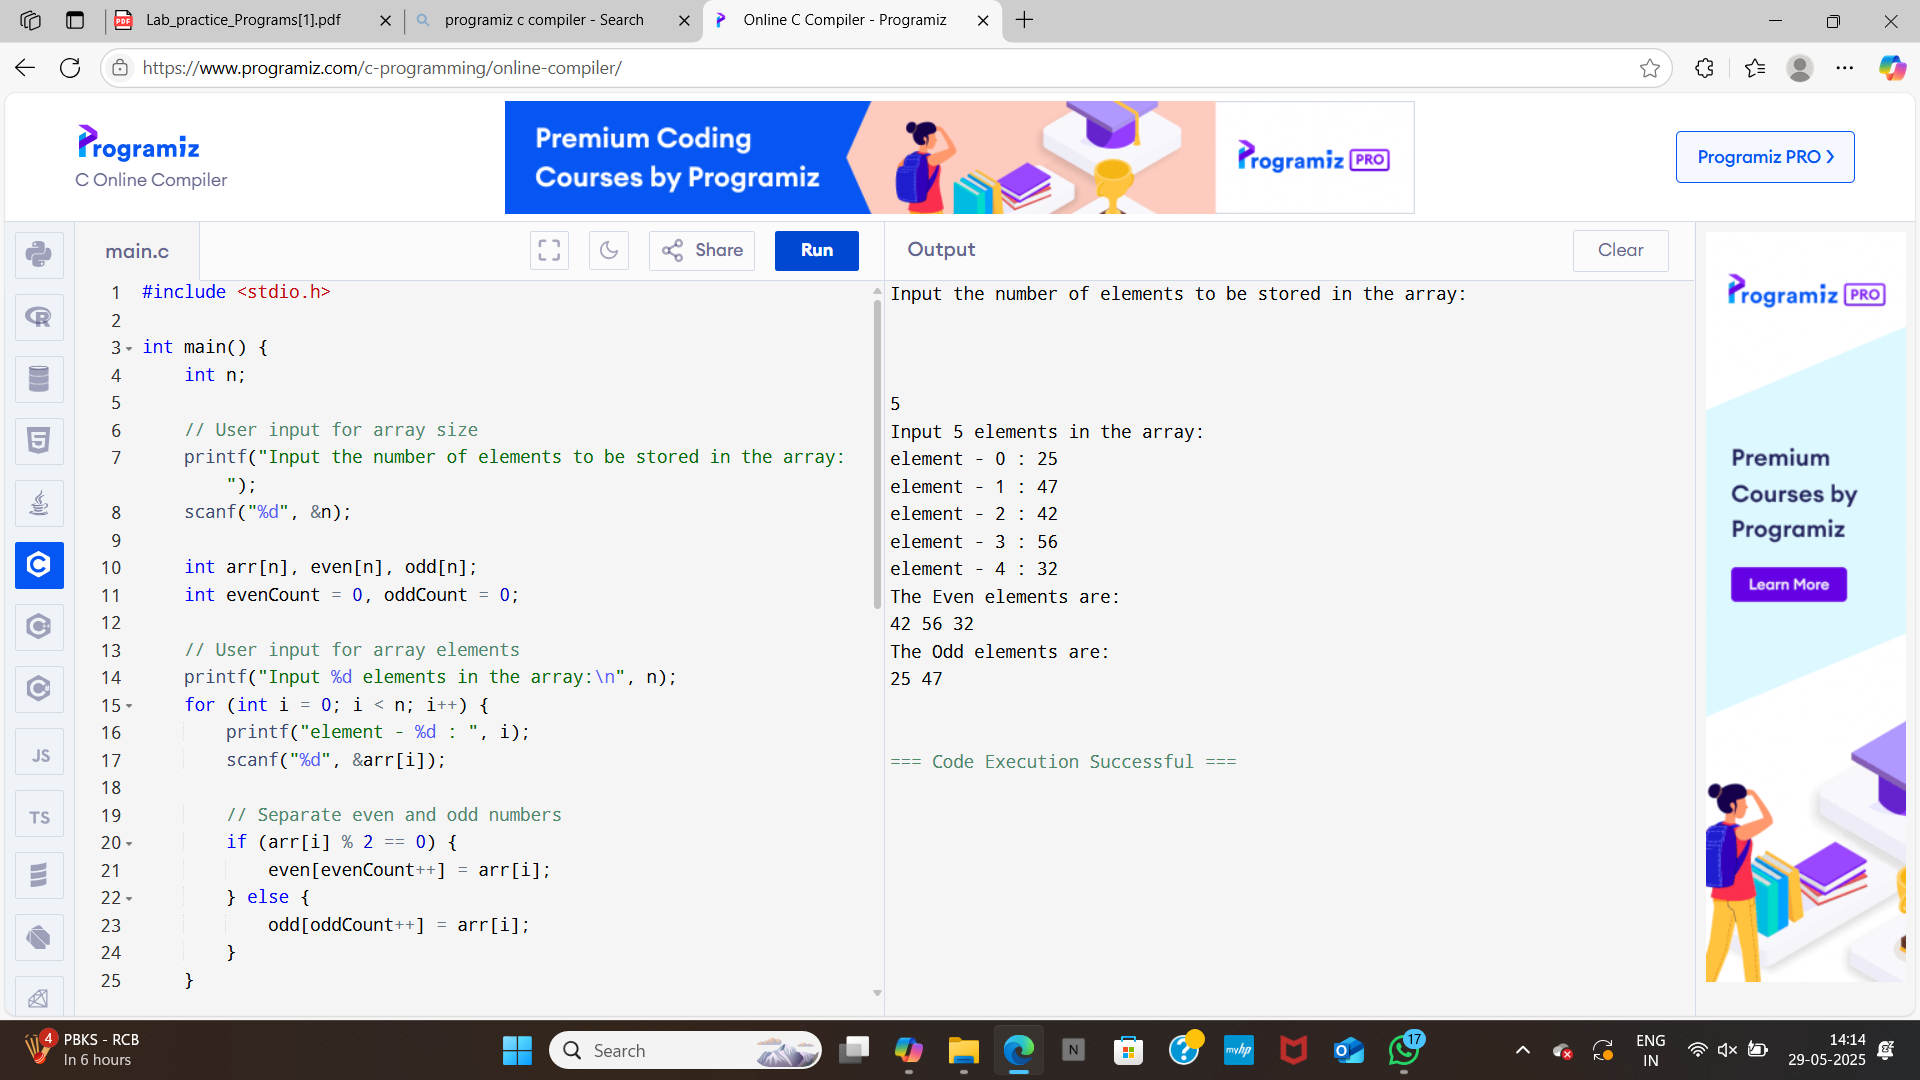 Lab_practice_Programs[1].pdf
programiz c compiler - Search
Online C Compiler - Programiz
https://www.programiz.com/c-programming/online-compiler/
Programiz
C Online Compiler
Premium Coding
Courses by Programiz
Programiz PRO
Programiz PRO
main.c
Share
Run
Output
Clear
1 #include <stdio.h>
2
3 int main() {
4     int n;
5
6     // User input for array size
7     printf("Input the number of elements to be stored in the array:
        ");
8     scanf("%d", &n);
9
10     int arr[n], even[n], odd[n];
11     int evenCount = 0, oddCount = 0;
12
13     // User input for array elements
14     printf("Input %d elements in the array:\n", n);
15     for (int i = 0; i < n; i++) {
16         printf("element - %d : ", i);
17         scanf("%d", &arr[i]);
18
19         // Separate even and odd numbers
20         if (arr[i] % 2 == 0) {
21             even[evenCount++] = arr[i];
22         } else {
23             odd[oddCount++] = arr[i];
24         }
25     }
Input the number of elements to be stored in the array:
5
Input 5 elements in the array:
element - 0 : 25
element - 1 : 47
element - 2 : 42
element - 3 : 56
element - 4 : 32
The Even elements are:
42 56 32
The Odd elements are:
25 47
=== Code Execution Successful ===
Programiz PRO
Premium
Courses by
Programiz
Learn More
JS
TS
4
PBKS - RCB
In 6 hours
Search
N
myhp
17
ENG
IN
14:14
29-05-2025